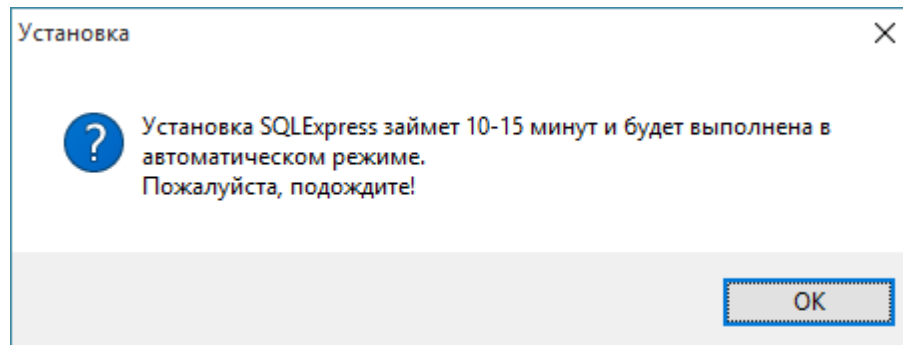 Установка
Установка SQLExpress займет 10-15 минут и будет выполнена в
автоматическом режиме.
Пожалуйста, подождите!
OK